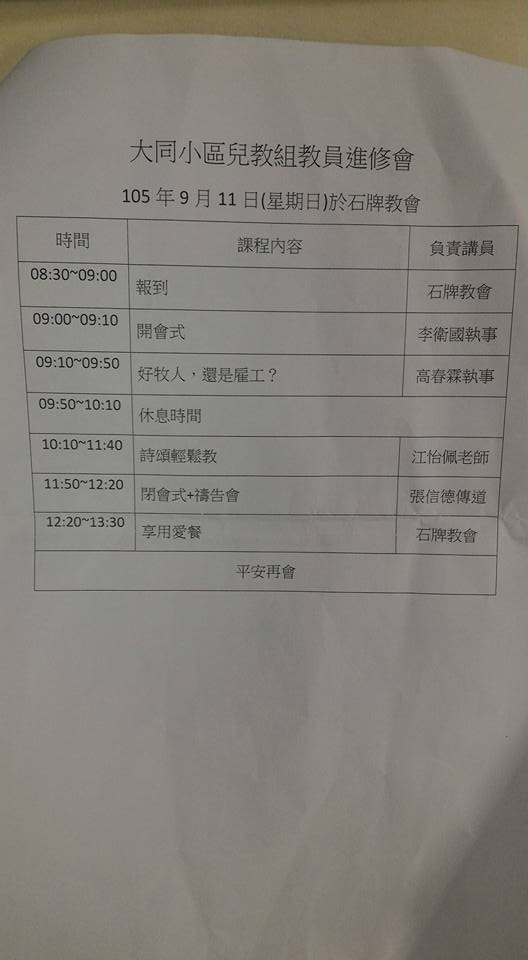 大同小區兒教組教員進修會
105 年 9 月 11 日(星期日)於石牌教會
時間 課程內容 負責講員
08:30~09:00 報到 石牌教會
09:00~09:10 開會式 李衛國執事
09:10~09:50 好牧人，還是雇工？ 高春霖執事
09:50~10:10 休息時間
10:10~11:40 詩頌輕鬆教 江怡佩老師
11:50~12:20 閉會式+禱告會 張信德傳道
12:20~13:30 享用愛餐 石牌教會
平安再會